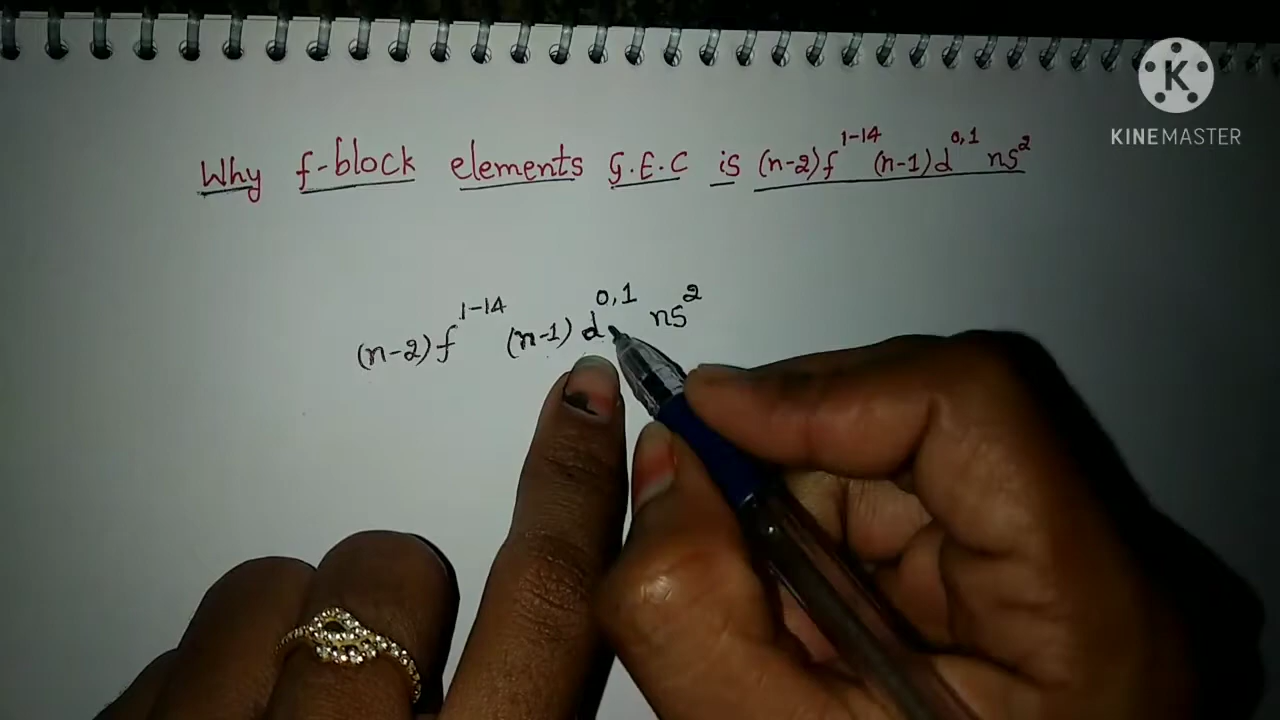 K
KINEMASTER
Why f-block elements G.E.C is (n-2)f¹⁻¹⁴ (n-1)d⁰,¹ ns²
(n-2)f¹⁻¹⁴ (n-1)d⁰,¹ ns²